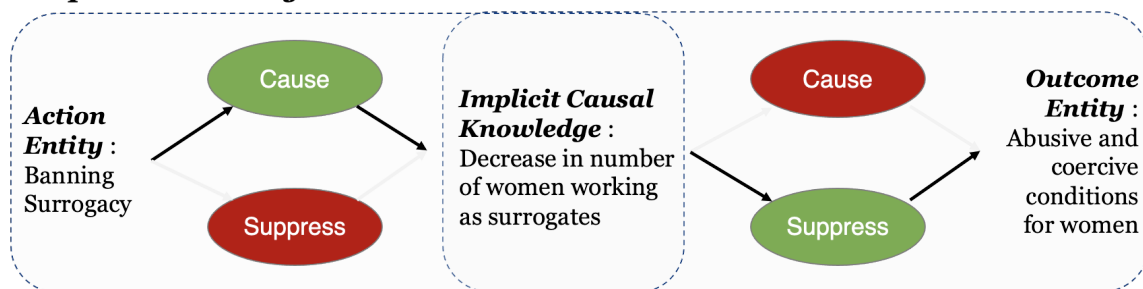 Action
Entity :
Banning
Surrogacy
Cause
Suppress
Implicit Causal
Knowledge :
Decrease in number
of women working
as surrogates
Cause
Suppress
Outcome
Entity :
Abusive and
coercive
conditions
for women